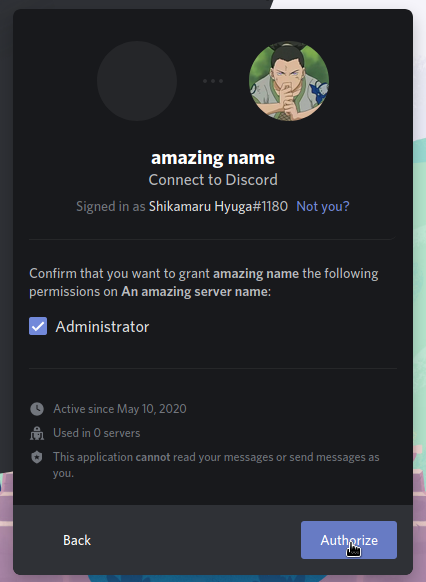 amazing name
Connect to Discord
Signed in as Shikamaru Hyuga#1180 Not you?
Confirm that you want to grant amazing name the following
permissions on An amazing server name:
Administrator
Active since May 10, 2020
Used in 0 servers
This application cannot read your messages or send messages as
you.
Back
Authorize